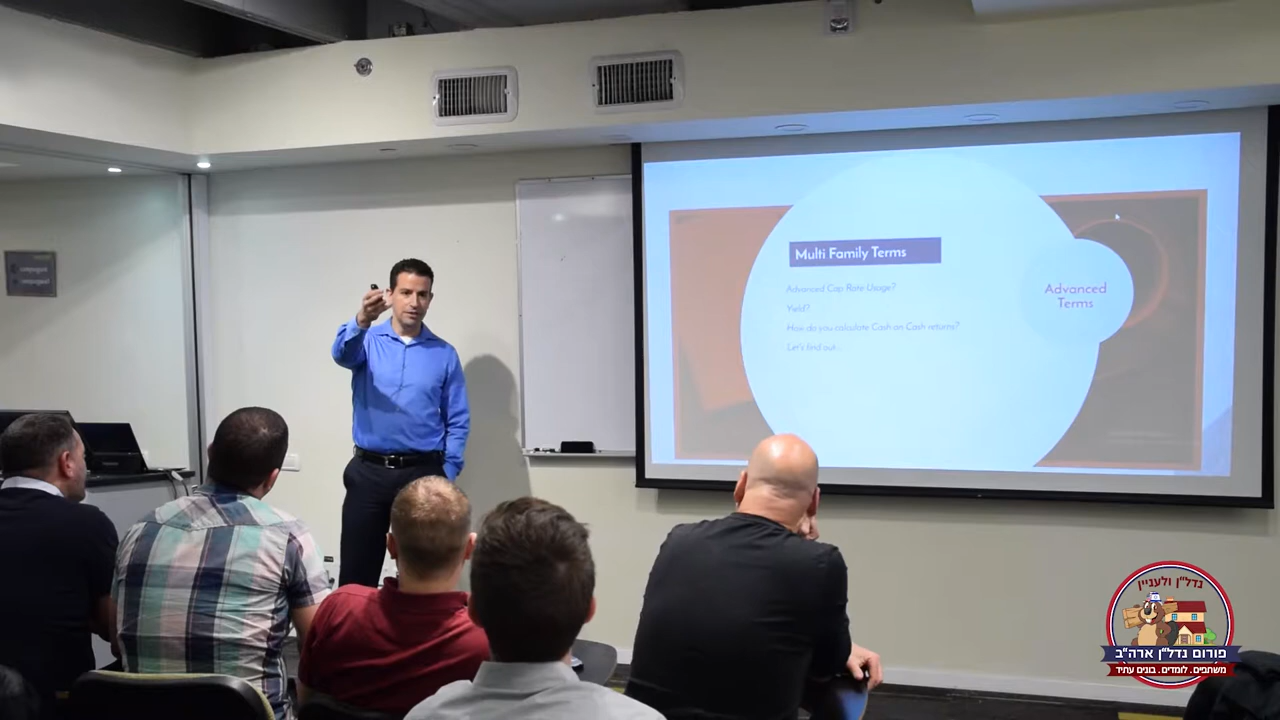 Multi Family Terms
Advanced Cap Rate Usage?
Yield?
How do you calculate Cash on Cash returns?
Let's find out...
Advanced
Terms
נדל"ן ולעניין
פורום נדל"ן ארה"ב
משתפים. לומדים. בונים עתיד